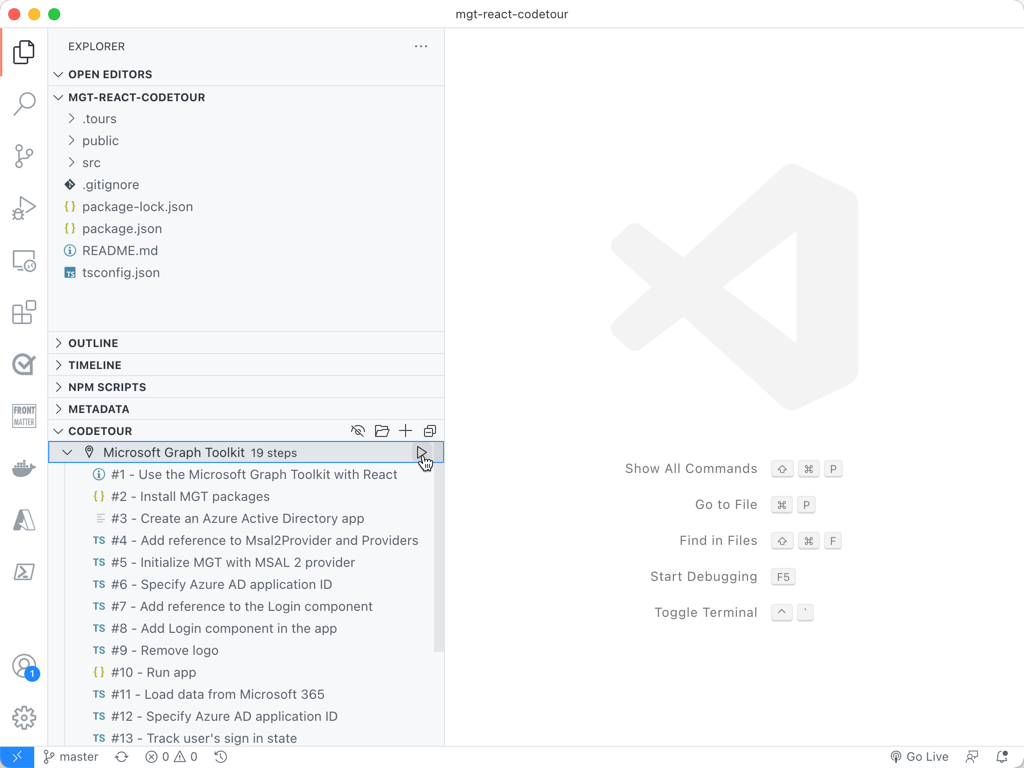 mgt-react-codetour
EXPLORER
OPEN EDITORS
MGT-REACT-CODETOUR
.tours
public
src
.gitignore
{} package-lock.json
{} package.json
README.md
TS tsconfig.json
OUTLINE
TIMELINE
NPM SCRIPTS
METADATA
CODETOUR
Microsoft Graph Toolkit 19 steps
#1 - Use the Microsoft Graph Toolkit with React
{} #2 - Install MGT packages
#3 - Create an Azure Active Directory app
TS #4 - Add reference to Msal2Provider and Providers
TS #5 - Initialize MGT with MSAL 2 provider
TS #6 - Specify Azure AD application ID
TS #7 - Add reference to the Login component
TS #8 - Add Login component in the app
TS #9 - Remove logo
{} #10 - Run app
TS #11 - Load data from Microsoft 365
TS #12 - Specify Azure AD application ID
TS #13 - Track user's sign in state
FRONT
MATTER
1
Show All Commands ⇧ ⌘ P
Go to File ⌘ P
Find in Files ⇧ ⌘ F
Start Debugging F5
Toggle Terminal ^ `
master 0 0 Go Live